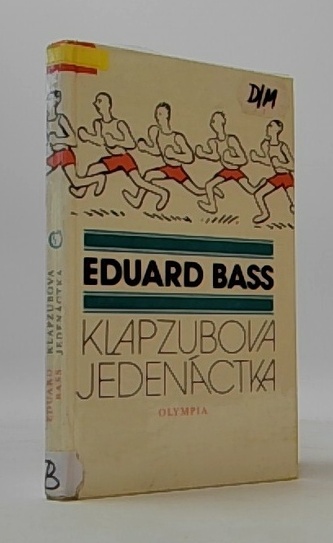 D/M
EDUARD BASS
KLAPZUBOVA
JEDENÁCTKA
OLYMPIA
EDUARD KLAPZUBOVA
BASS JEDENÁCTKA
B